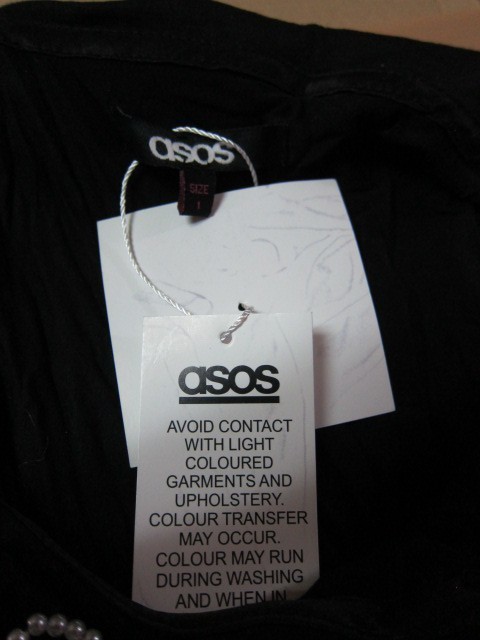 asos
SIZE
1
asos
AVOID CONTACT
WITH LIGHT
COLOURED
GARMENTS AND
UPHOLSTERY.
COLOUR TRANSFER
MAY OCCUR.
COLOUR MAY RUN
DURING WASHING
AND WHEN IN